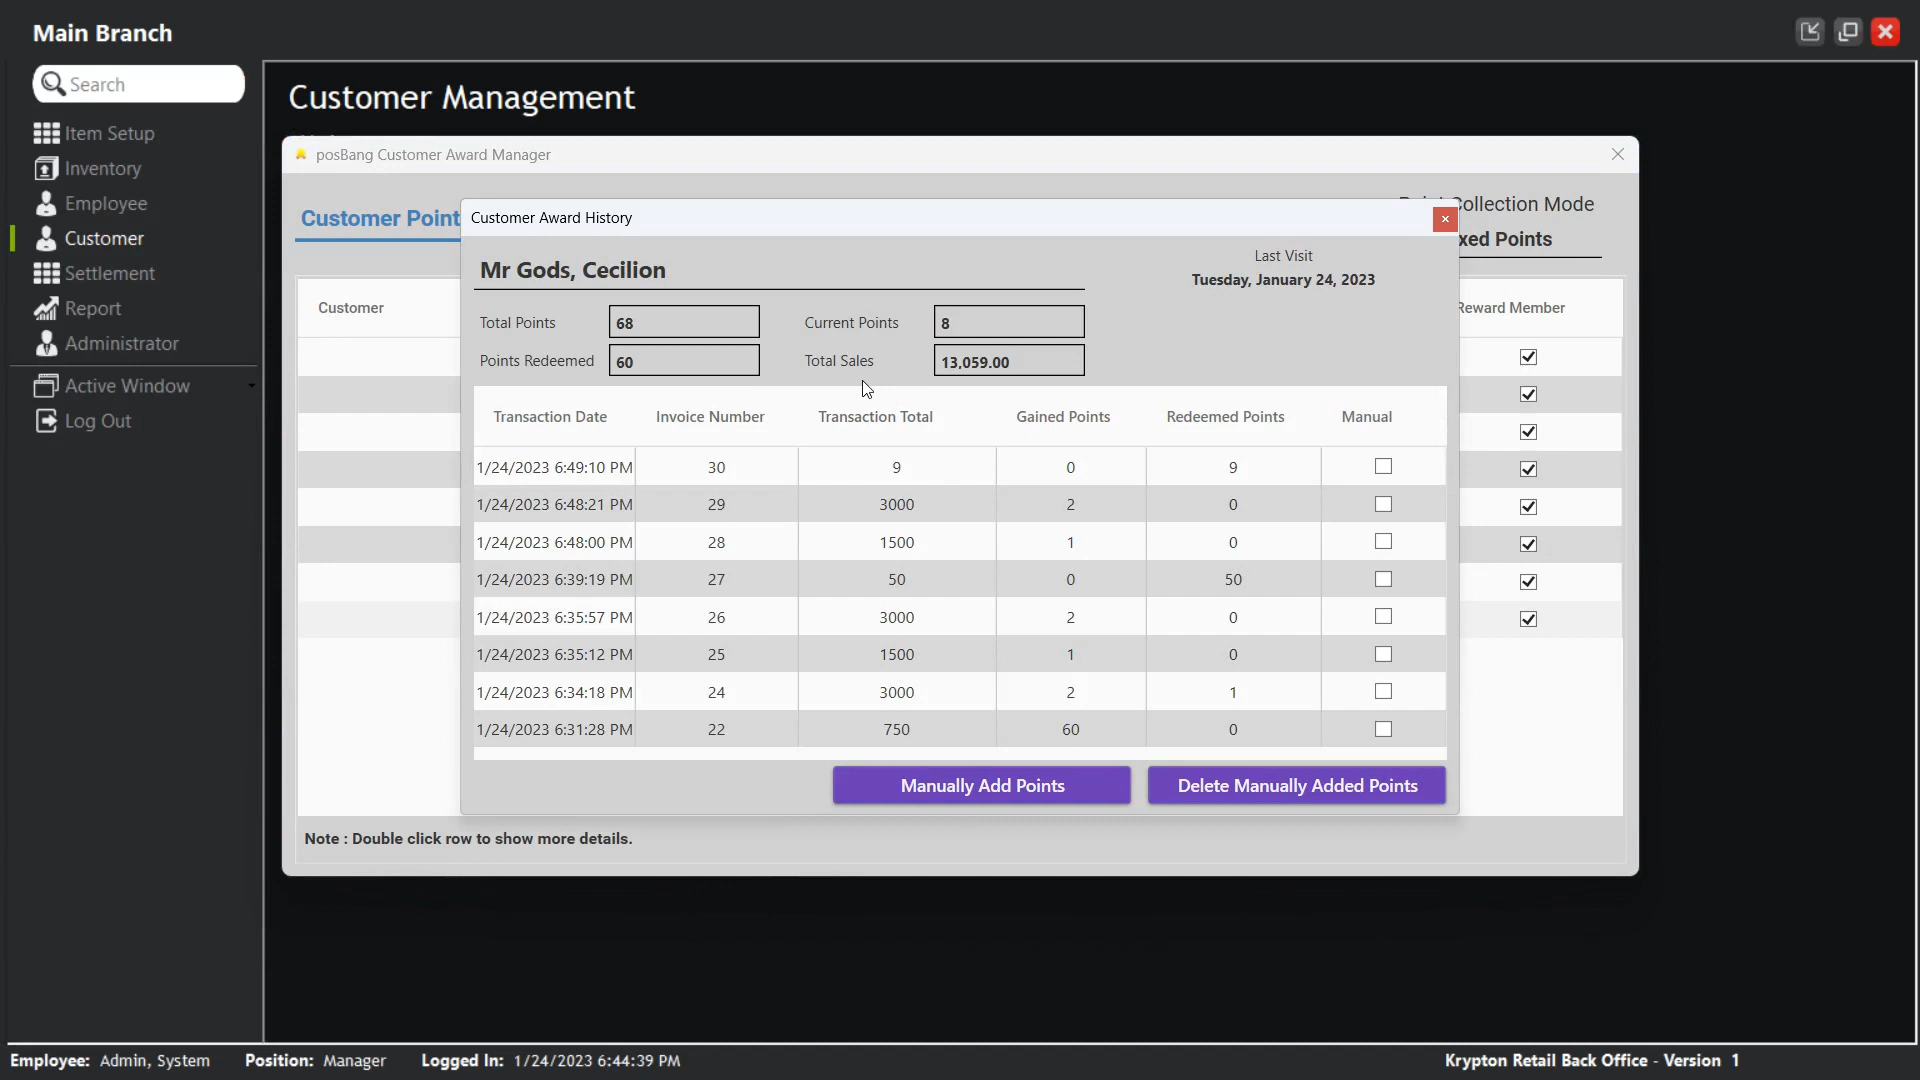 Main Branch
Search
Item Setup
Inventory
Employee
Customer
Settlement
Report
Administrator
Active Window
Log Out
Customer Management
posBang Customer Award Manager
Customer Point
Collection Mode
xed Points
Customer
Reward Member
Customer Award History
Mr Gods, Cecilion
Last Visit
Tuesday, January 24, 2023
Total Points 68 Current Points 8
Points Redeemed 60 Total Sales 13,059.00
Transaction Date Invoice Number Transaction Total Gained Points Redeemed Points Manual
1/24/2023 6:49:10 PM 30 9 0 9
1/24/2023 6:48:21 PM 29 3000 2 0
1/24/2023 6:48:00 PM 28 1500 1 0
1/24/2023 6:39:19 PM 27 50 0 50
1/24/2023 6:35:57 PM 26 3000 2 0
1/24/2023 6:35:12 PM 25 1500 1 0
1/24/2023 6:34:18 PM 24 3000 2 1
1/24/2023 6:31:28 PM 22 750 60 0
Manually Add Points
Delete Manually Added Points
Note : Double click row to show more details.
Employee: Admin, System Position: Manager Logged In: 1/24/2023 6:44:39 PM
Krypton Retail Back Office - Version 1